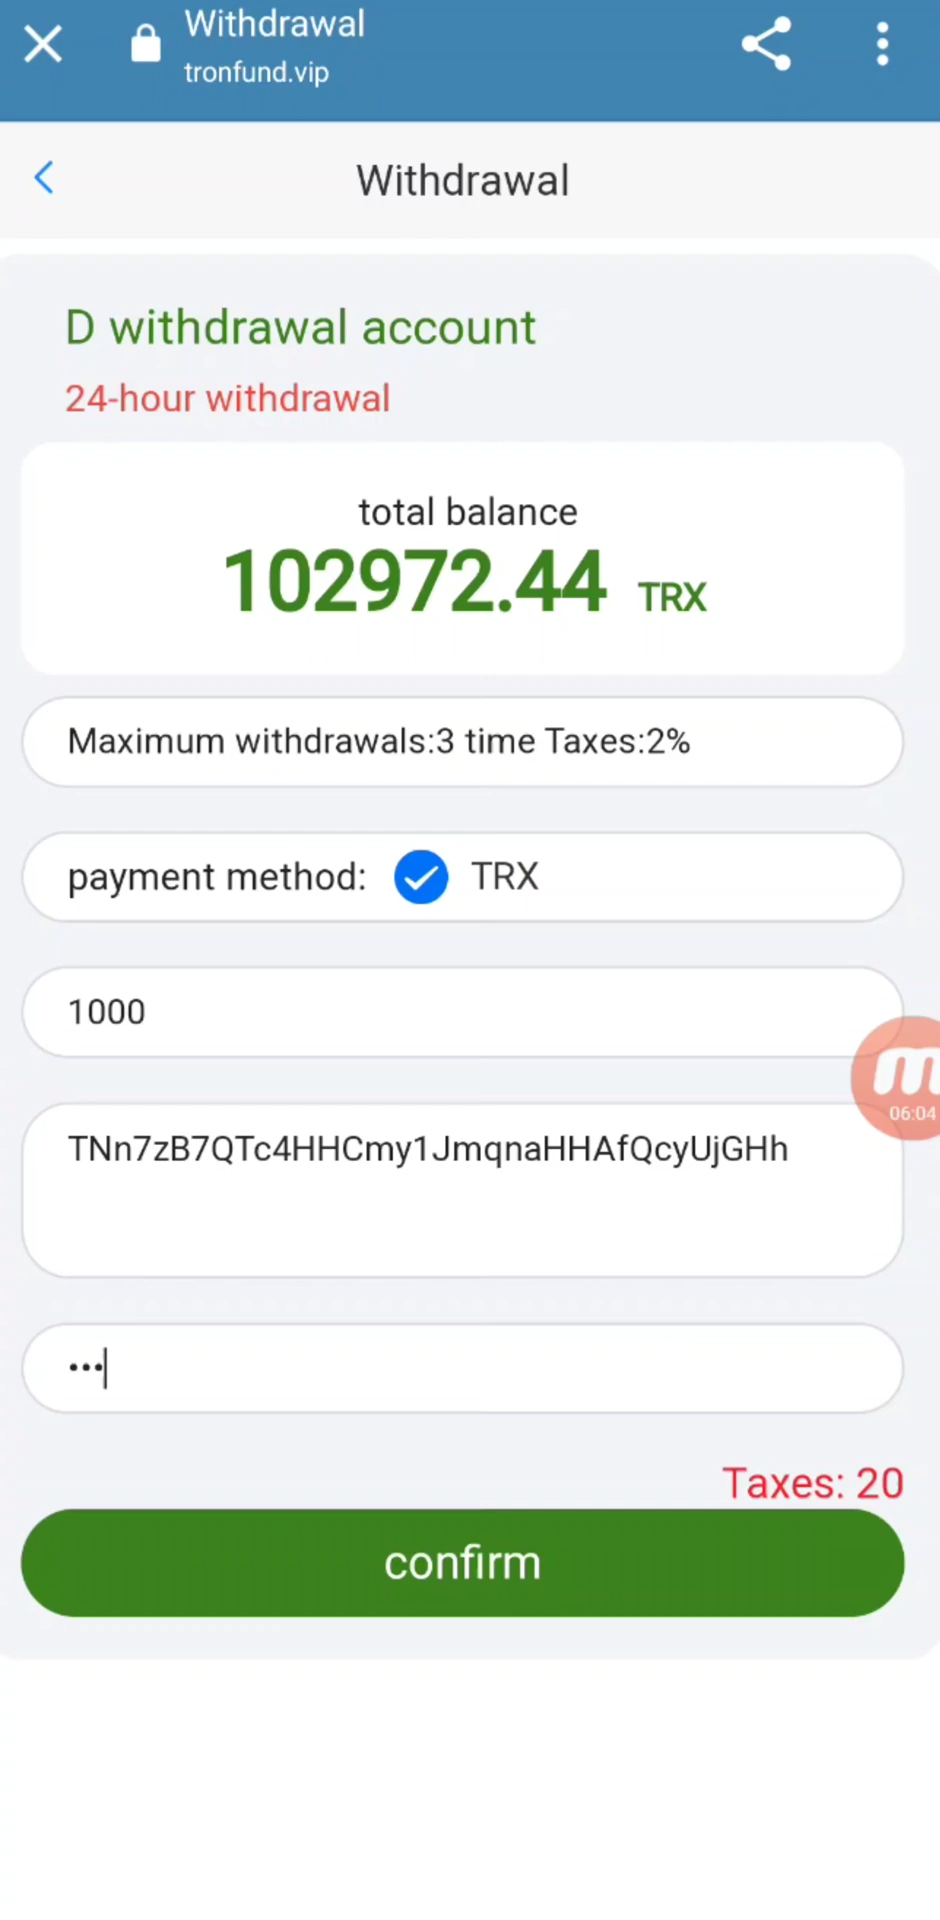 Withdrawal
tronfund.vip
Withdrawal
D withdrawal account
24-hour withdrawal
total balance
102972.44 TRX
Maximum withdrawals:3 time Taxes:2%
payment method: TRX
1000
m
06:04
TNn7zB7QTc4HHCmy1JmqnaHHAfQcyUjGHh
•••
Taxes: 20
confirm